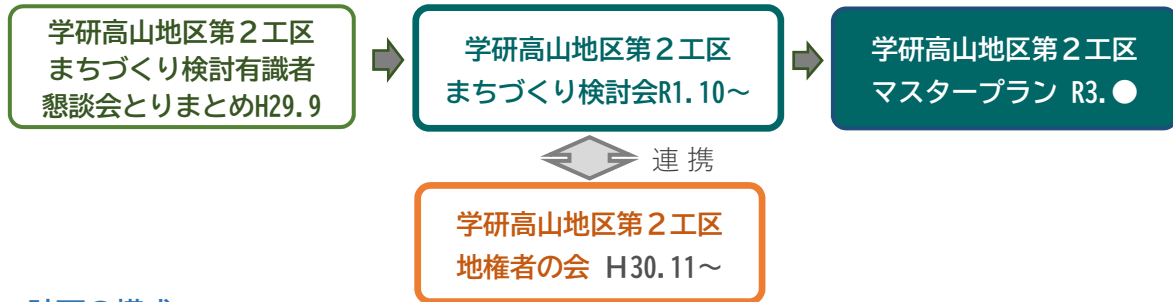 学研高山地区第２工区
まちづくり検討有識者
懇談会とりまとめH29.9
学研高山地区第２工区
まちづくり検討会R1.10～
学研高山地区第２工区
マスタープラン R3.●
連 携
学研高山地区第２工区
地権者の会 Ｈ30.11～